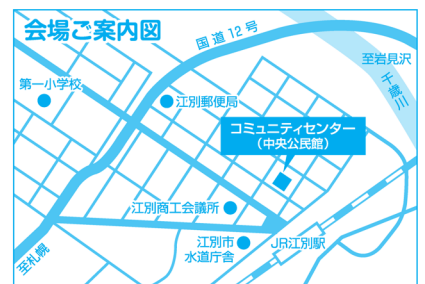 会場ご案内図
国道12号
至岩見沢
千歳川
第一小学校
江別郵便局
コミュニティセンター
(中央公民館)
江別商工会議所
江別市
水道庁舎
JR江別駅
至札幌